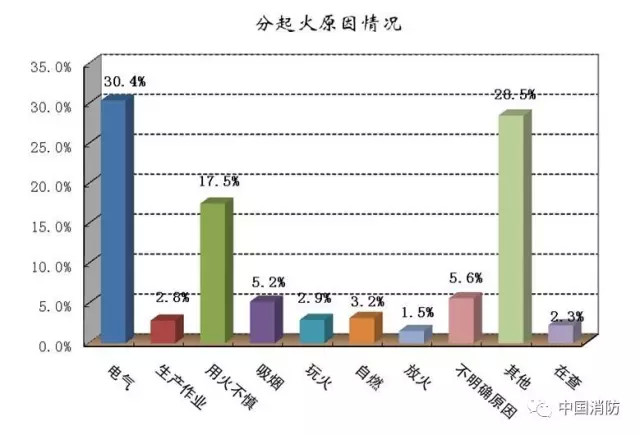 分起火原因情况
35.0%
30.0%
25.0%
20.0%
15.0%
10.0%
5.0%
0.0%
30.4%
2.8%
17.5%
5.2%
2.9%
3.2%
1.5%
5.6%
28.5%
2.3%
电气
生产作业
用火不慎
吸烟
玩火
自燃
放火
不明确原因
其他
在查
中国消防